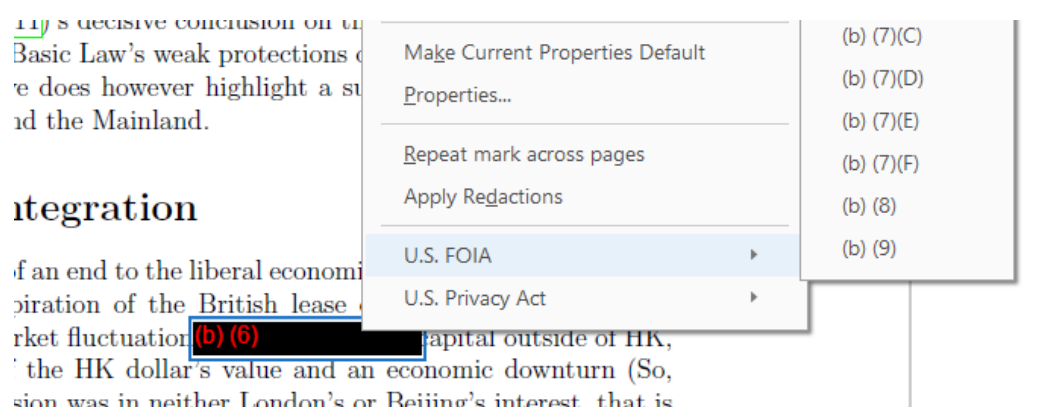 11) s decisive conclusion on th
Basic Law's weak protections
e does however highlight a su
nd the Mainland.
ntegration
of an end to the liberal economi
piration of the British lease
rket fluctuation (b) (6) capital outside of HK,
the HK dollar's value and an economic downturn (So,
sion was in neither London's or Beijing's interest, that is
Make Current Properties Default
Properties...
Repeat mark across pages
Apply Redactions
U.S. FOIA
U.S. Privacy Act
(b) (7)(C)
(b) (7)(D)
(b) (7)(E)
(b) (7)(F)
(b) (8)
(b) (9)